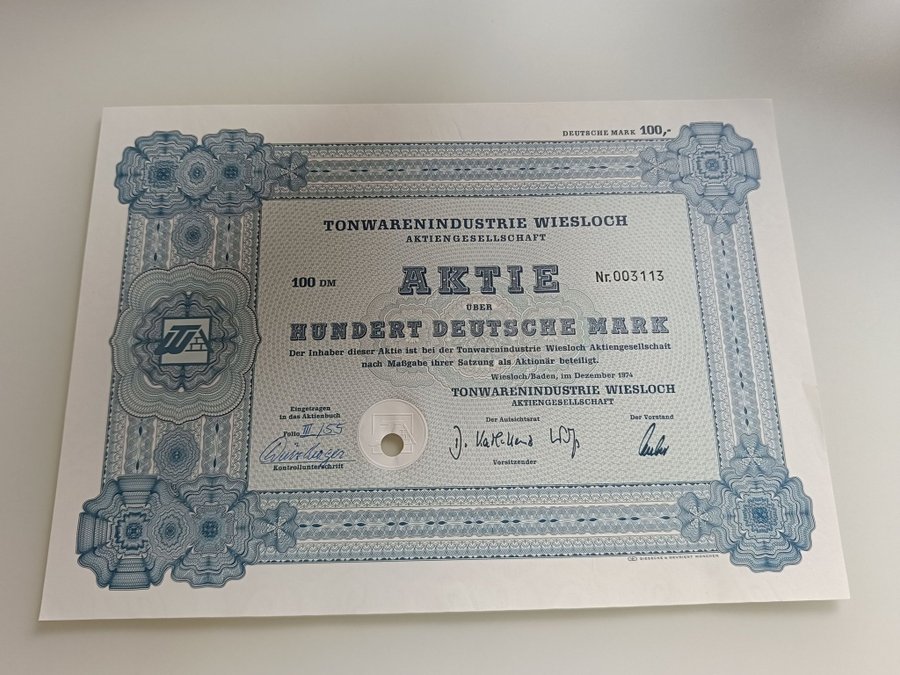 DEUTSCHE MARK 100,-
TONWARENINDUSTRIE WIESLOCH
AKTIENGESELLSCHAFT
100 DM AKTIE Nr. 003113
ÜBER
HUNDERT DEUTSCHE MARK
Der Inhaber dieser Aktie ist bei der Tonwarenindustrie Wiesloch Aktiengesellschaft
nach Maßgabe ihrer Satzung als Aktionär beteiligt.
Wiesloch/Baden, im Dezember 1974
TONWARENINDUSTRIE WIESLOCH
AKTIENGESELLSCHAFT
Eingetragen
in das Aktienbuch
Folio III/55
Kontrollunterschrift
Der Aufsichtsrat
Vorsitzender
Der Vorstand
TW
GIESECKE & DEVRIENT MÜNCHEN